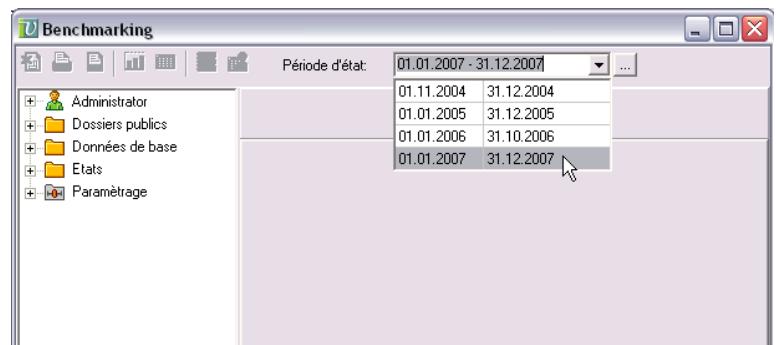 Benchmarking
Période d'état: 01.01.2007 - 31.12.2007 ...
01.11.2004 31.12.2004
01.01.2005 31.12.2005
01.01.2006 31.10.2006
01.01.2007 31.12.2007
Administrator
Dossiers publics
Données de base
Etats
Paramètrage